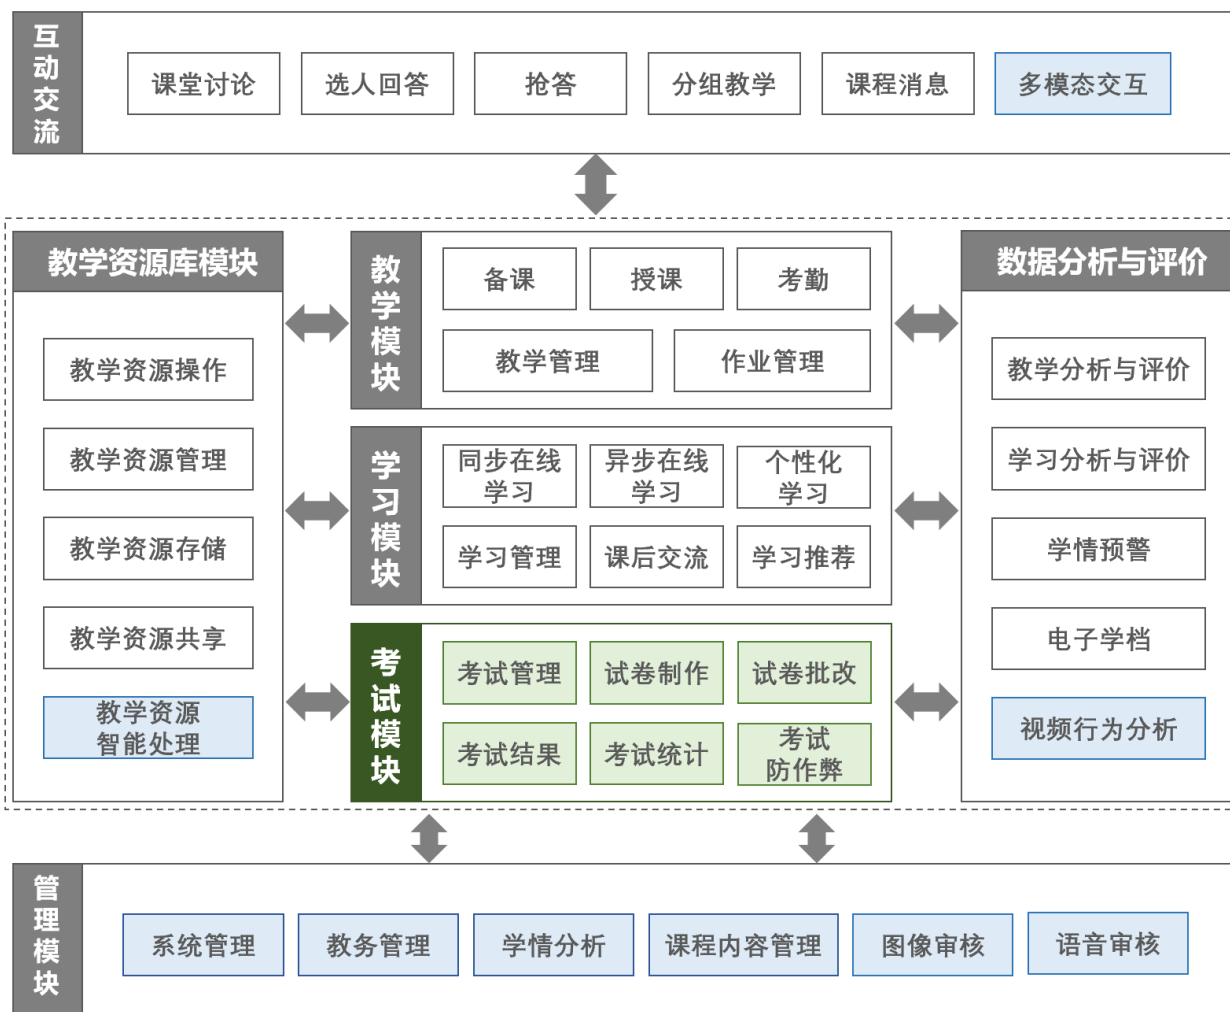 互动交流
课堂讨论
选人回答
抢答
分组教学
课程消息
多模态交互
教学资源库模块
教学资源操作
教学资源管理
教学资源存储
教学资源共享
教学资源
智能处理
教学模块
备课
授课
考勤
教学管理
作业管理
学习模块
同步在线
学习
异步在线
学习
个性化
学习
学习管理
课后交流
学习推荐
考试模块
考试管理
试卷制作
试卷批改
考试结果
考试统计
考试
防作弊
数据分析与评价
教学分析与评价
学习分析与评价
学情预警
电子学档
视频行为分析
管理模块
系统管理
教务管理
学情分析
课程内容管理
图像审核
语音审核